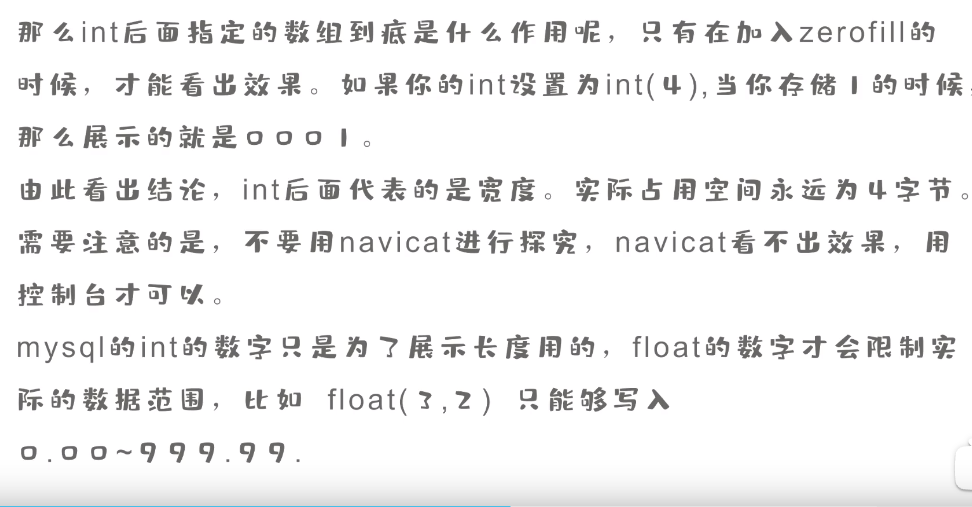 那么int后面指定的数组到底是什么作用呢，只有在加入zerofill的
时候，才能看出效果。如果你的int设置为int(4),当你存储1的时候，
那么展示的就是0001。
由此看出结论，int后面代表的是宽度。实际占用空间永远为4字节。
需要注意的是，不要用navicat进行探究，navicat看不出效果，用
控制台才可以。
mysql的int的数字只是为了展示长度用的，float的数字才会限制实
际的数据范围，比如 float(3,2) 只能够写入
0.00~999.99.